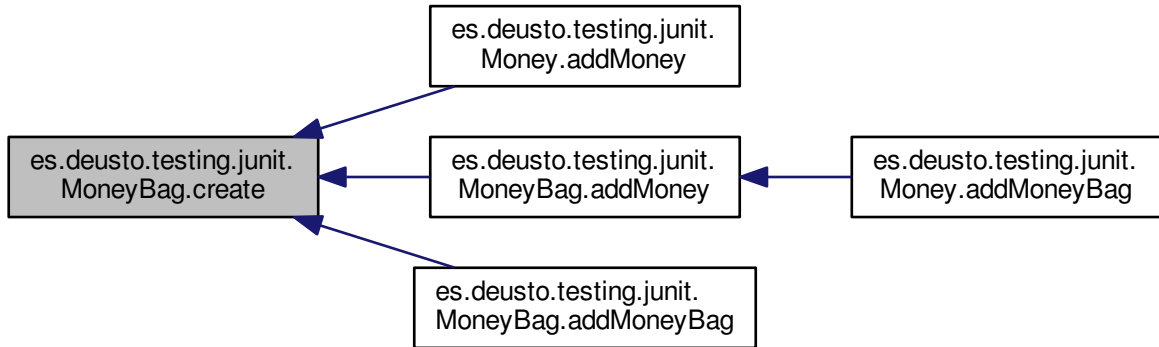 es.deusto.testing.junit.
Money.addMoney
es.deusto.testing.junit.
MoneyBag.create
es.deusto.testing.junit.
MoneyBag.addMoney
es.deusto.testing.junit.
Money.addMoneyBag
es.deusto.testing.junit.
MoneyBag.addMoneyBag